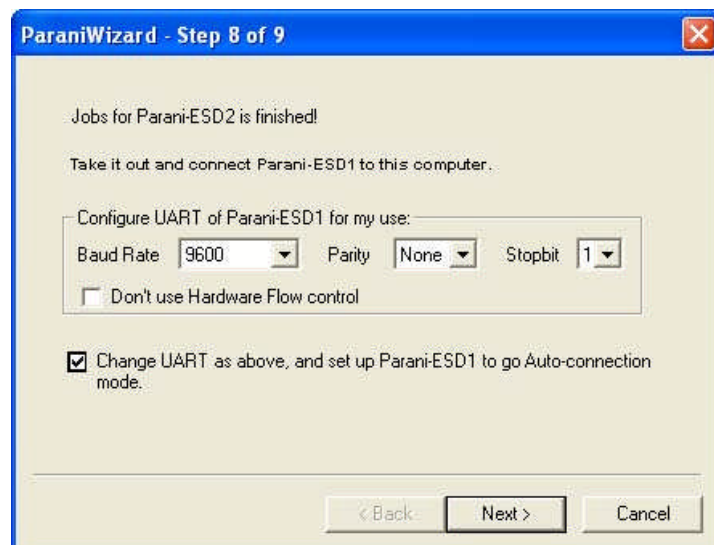 ParaniWizard - Step 8 of 9
Jobs for Parani-ESD2 is finished!
Take it out and connect Parani-ESD1 to this computer.
Configure UART of Parani-ESD1 for my use:
Baud Rate 9600 Parity None Stopbit 1
Don't use Hardware Flow control
Change UART as above, and set up Parani-ESD1 to go Auto-connection
mode.
< Back Next > Cancel